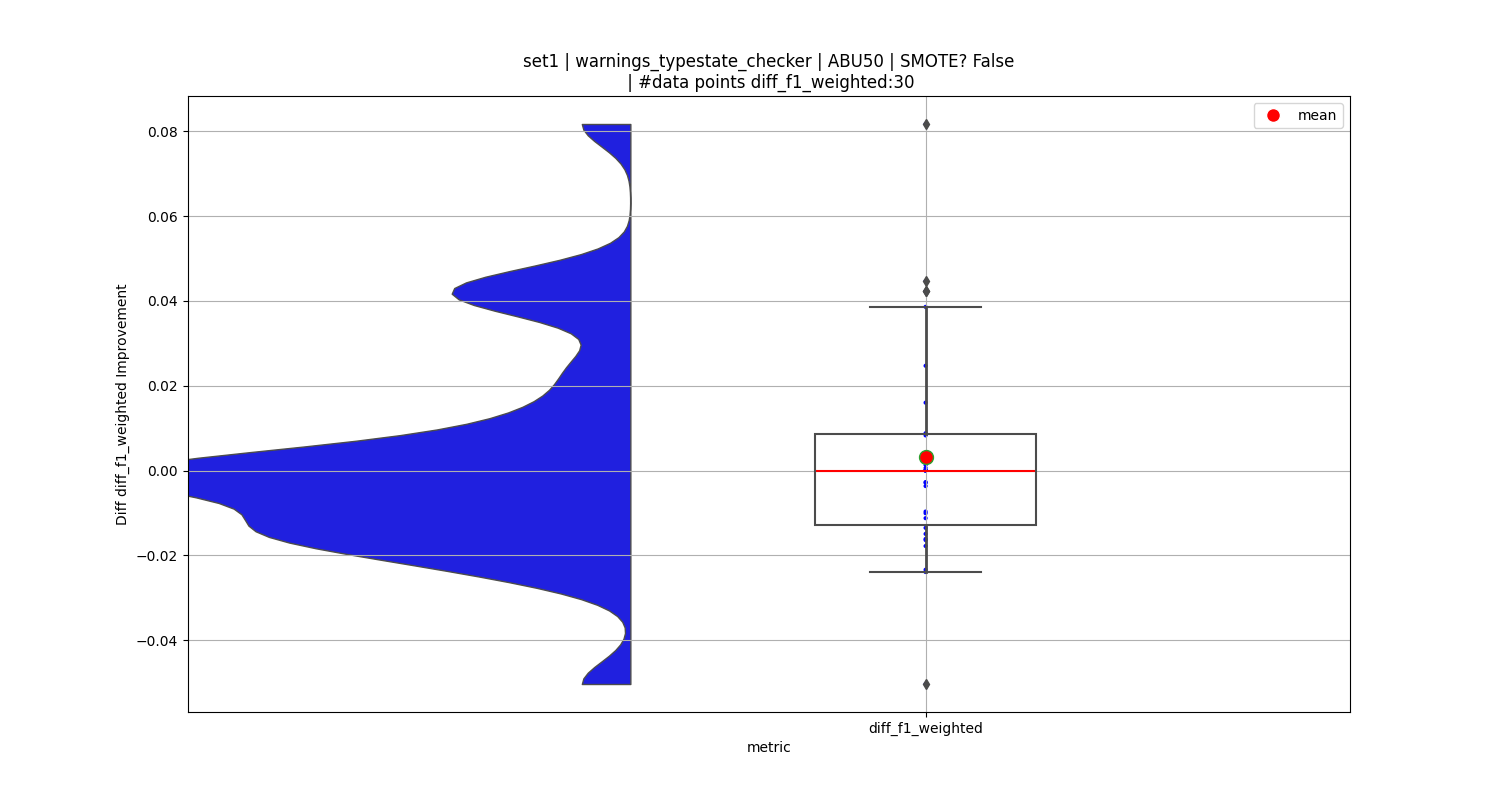 set1 | warnings_typestate_checker | ABU50 | SMOTE? False
| #data points diff_f1_weighted:30
mean
0.08
0.06
0.04
0.02
0.00
−0.02
−0.04
Diff diff_f1_weighted Improvement
diff_f1_weighted
metric